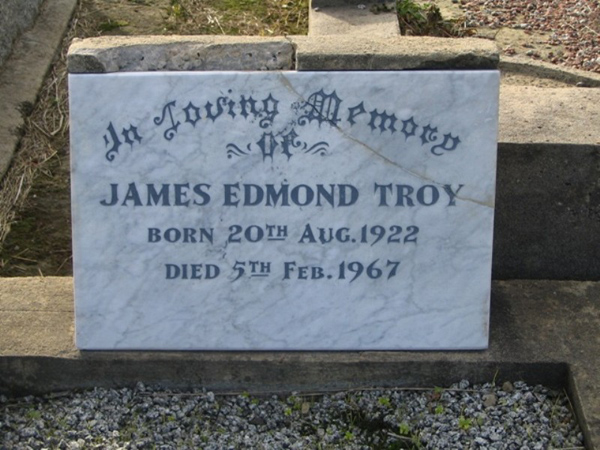 In Loving Memory
OF
JAMES EDMOND TROY
BORN 20TH AUG. 1922
DIED 5TH FEB. 1967